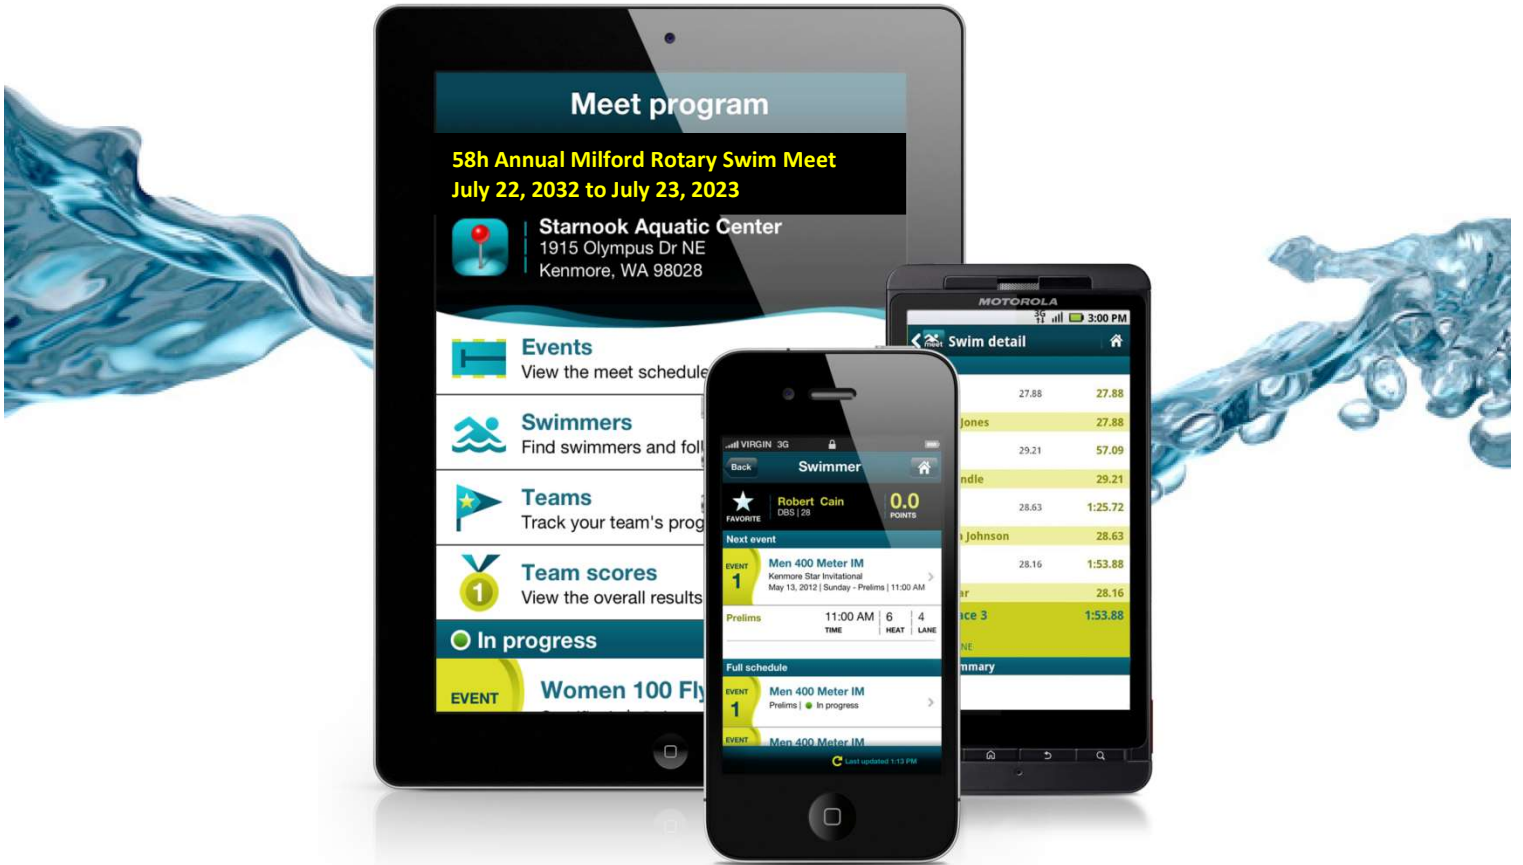 Meet program
58h Annual Milford Rotary Swim Meet
July 22, 2032 to July 23, 2023
Starnook Aquatic Center
1915 Olympus Dr NE
Kenmore, WA 98028
Events
View the meet schedule
Swimmers
Find swimmers and fol
Teams
Track your team's prog
Team scores
1
View the overall results
In progress
EVENT
Women 100 Fly
VIRGIN 3G
Back
Swimmer
FAVORITE
Robert Cain
DBS | 28
0.0
POINTS
Next event
EVENT
1
Men 400 Meter IM
Kenmore Star Invitational
May 13, 2012 | Sunday - Prelims | 11:00 AM
Prelims
11:00 AM 6 4
TIME HEAT LANE
Full schedule
EVENT
1
Men 400 Meter IM
Prelims | In progress
EVENT
Men 400 Meter IM
Last updated 1:13 PM
MOTOROLA
3G 3:00 PM
meet Swim detail
27.88 27.88
Jones 27.88
29.21 57.09
ndle 29.21
28.63 1:25.72
Johnson 28.63
28.16 1:53.88
ar 28.16
ace 3 1:53.88
NE
mmary